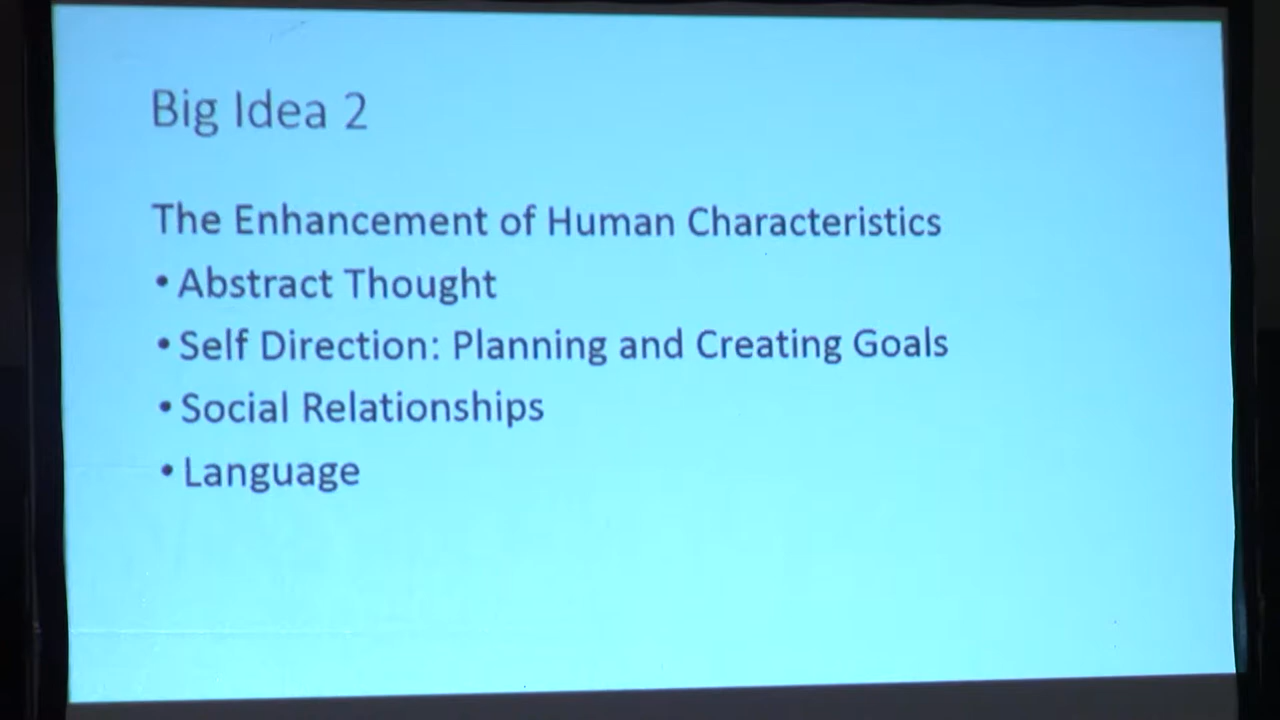 Big Idea 2
The Enhancement of Human Characteristics
• Abstract Thought
• Self Direction: Planning and Creating Goals
• Social Relationships
• Language